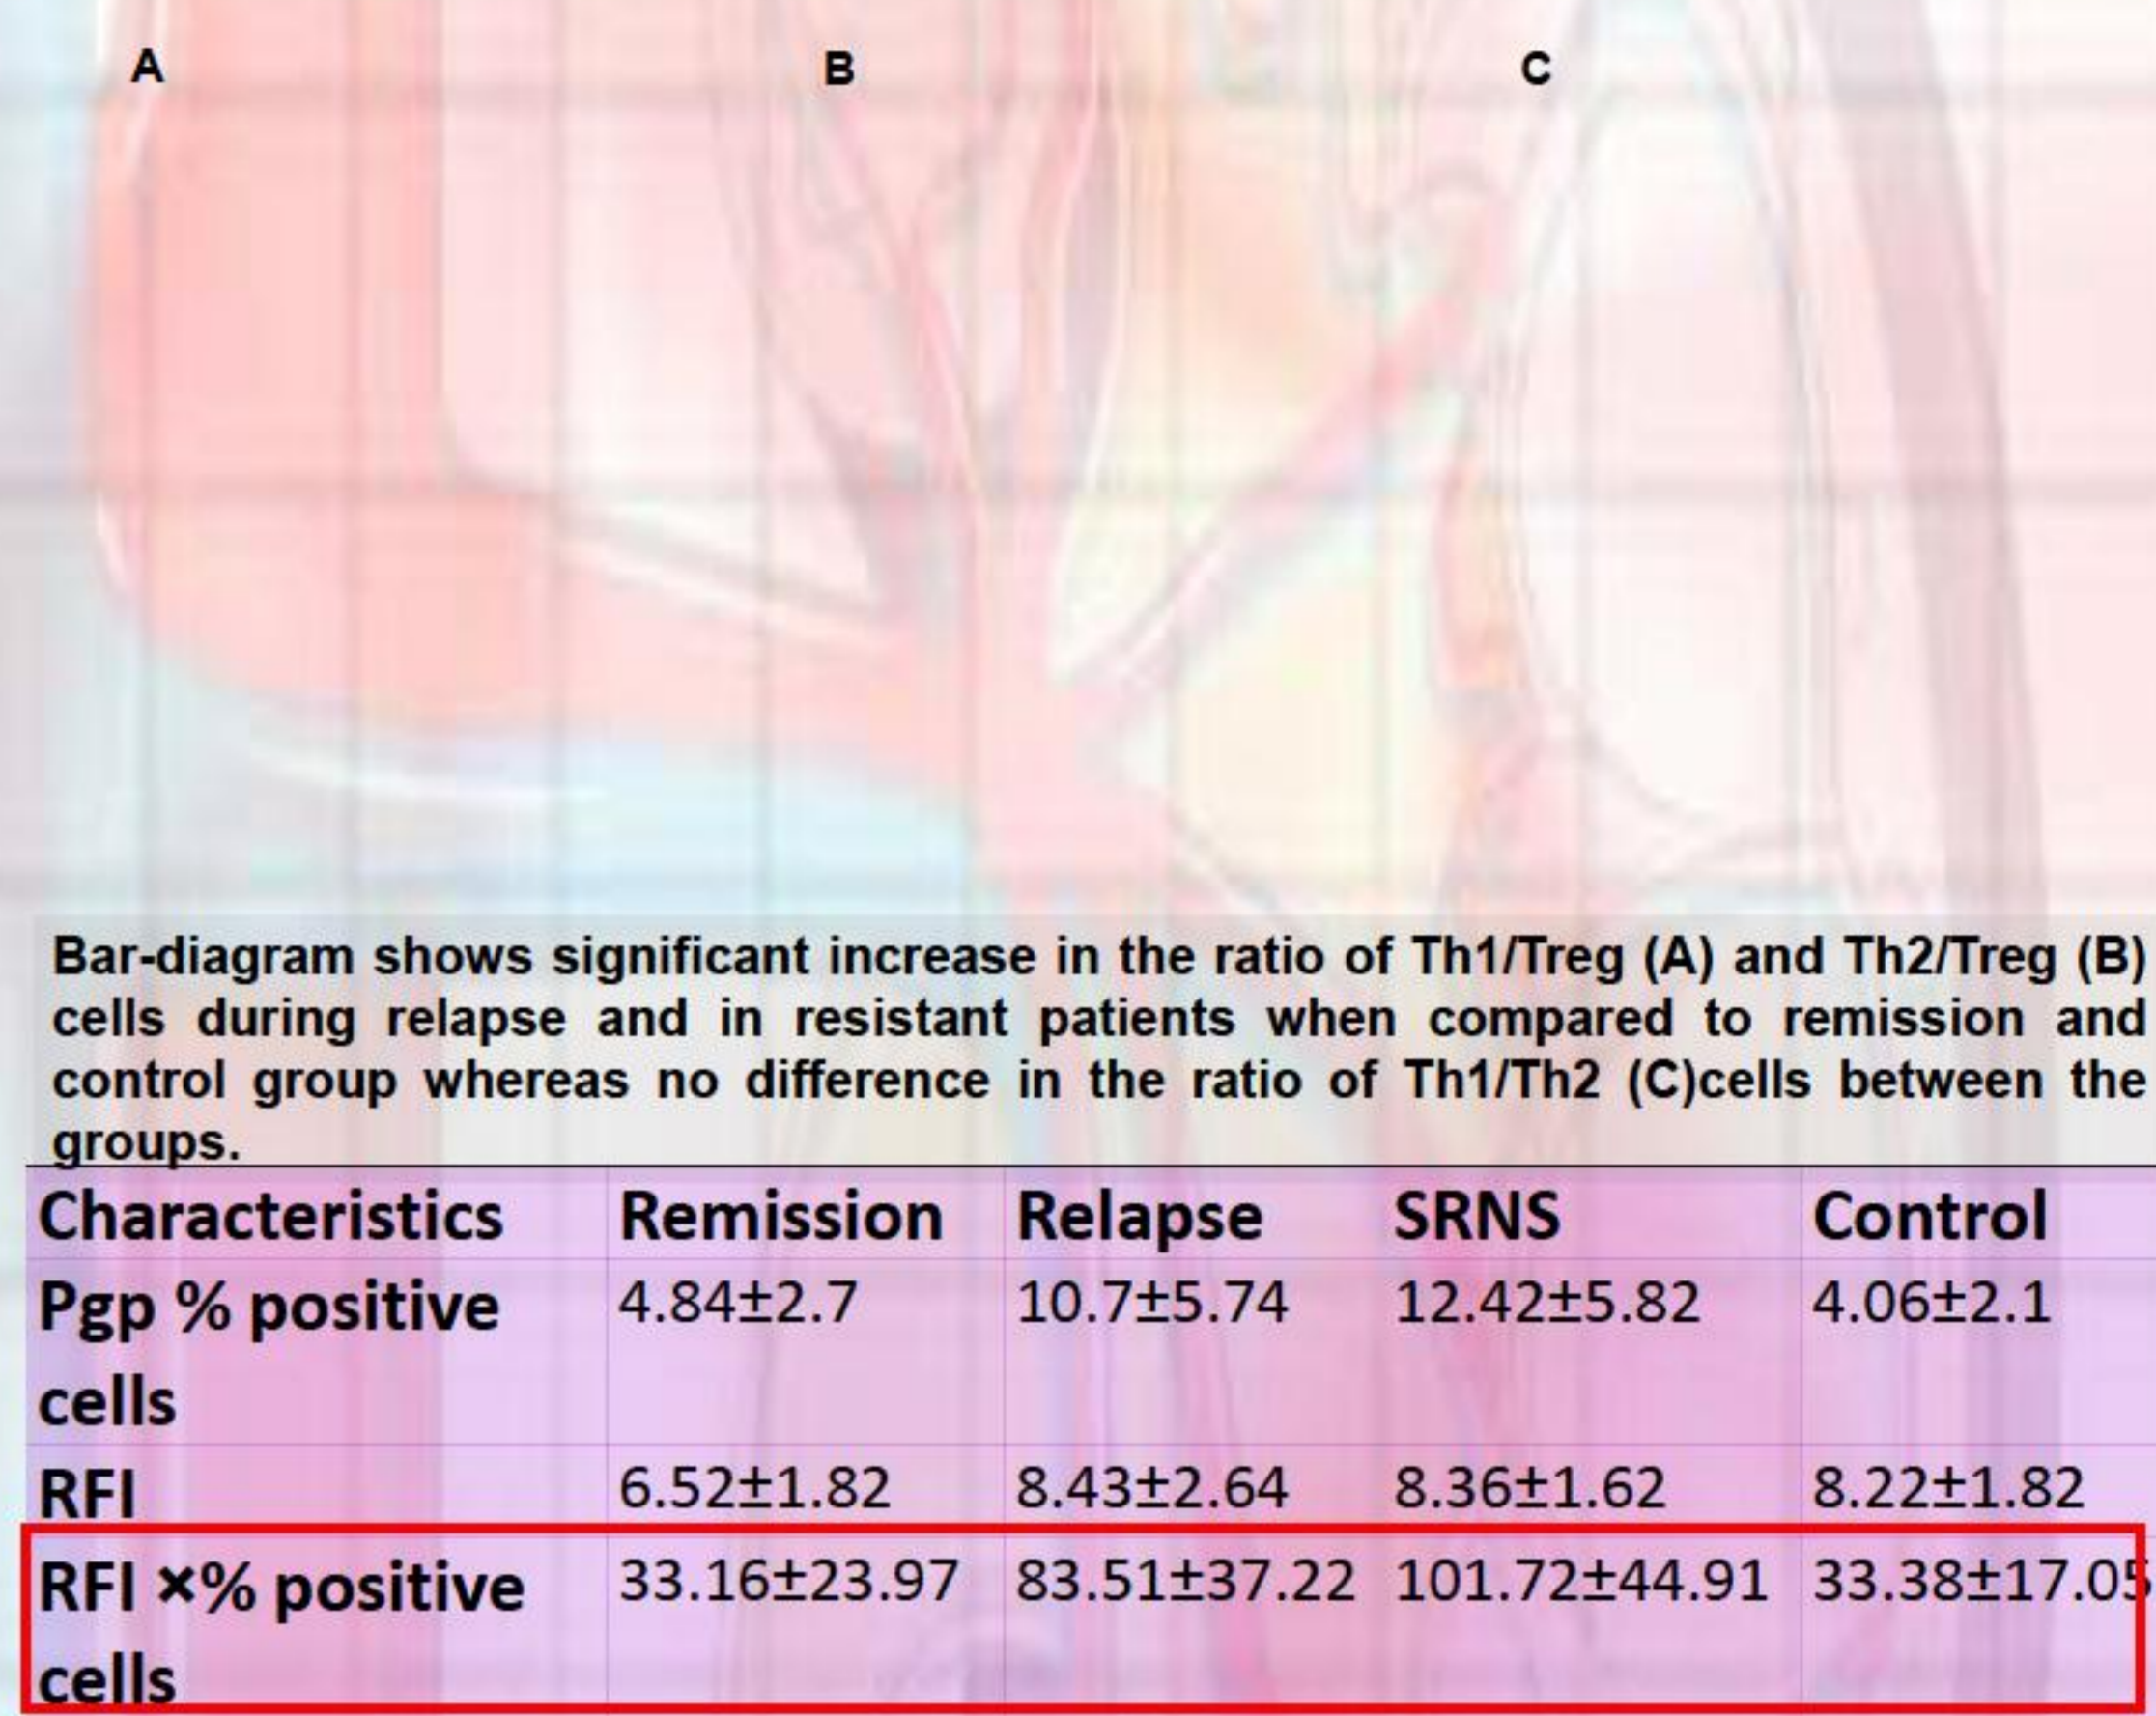 A B C
Bar-diagram shows significant increase in the ratio of Th1/Treg (A) and Th2/Treg (B)
cells during relapse and in resistant patients when compared to remission and
control group whereas no difference in the ratio of Th1/Th2 (C)cells between the
groups.
Characteristics Remission Relapse SRNS Control
Pgp % positive 4.84±2.7 10.7±5.74 12.42±5.82 4.06±2.1
cells
RFI 6.52±1.82 8.43±2.64 8.36±1.62 8.22±1.82
RFI ×% positive 33.16±23.97 83.51±37.22 101.72±44.91 33.38±17.05
cells